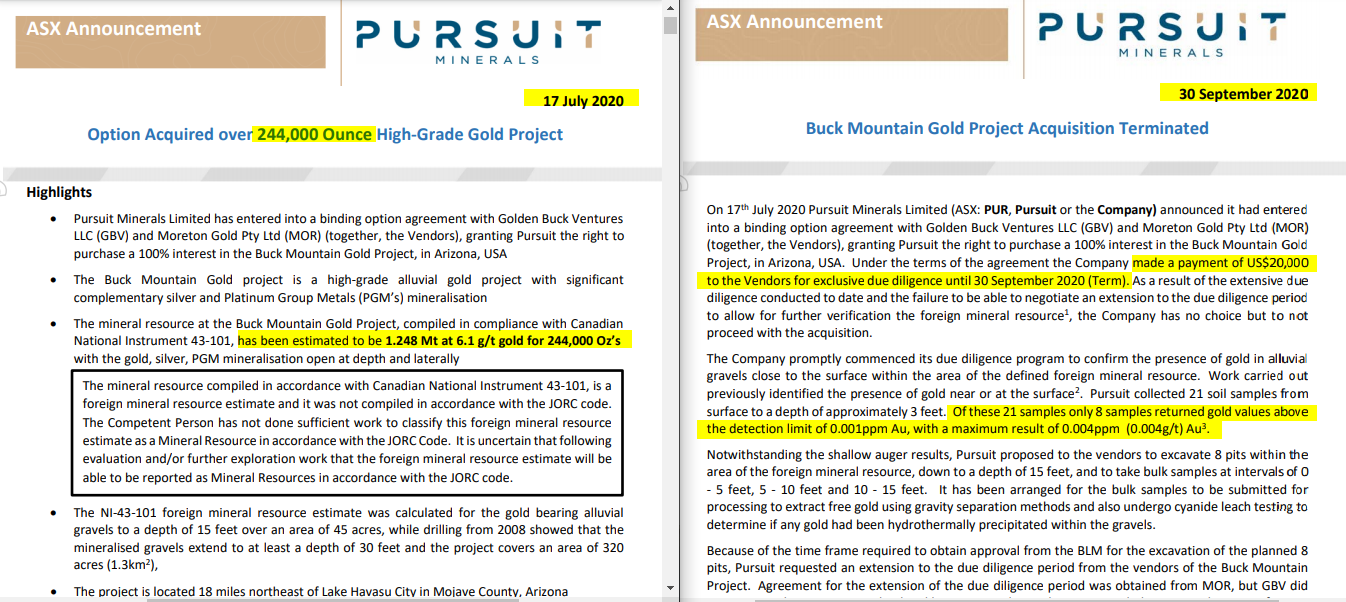 ASX Announcement
PURSUIT
MINERALS
17 July 2020
Option Acquired over 244,000 Ounce High-Grade Gold Project
Highlights
• Pursuit Minerals Limited has entered into a binding option agreement with Golden Buck Ventures
LLC (GBV) and Moreton Gold Pty Ltd (MOR) (together, the Vendors), granting Pursuit the right to
purchase a 100% interest in the Buck Mountain Gold Project, in Arizona, USA
• The Buck Mountain Gold project is a high-grade alluvial gold project with significant
complementary silver and Platinum Group Metals (PGM's) mineralisation
• The mineral resource at the Buck Mountain Gold Project, compiled in compliance with Canadian
National Instrument 43-101, has been estimated to be 1.248 Mt at 6.1 g/t gold for 244,000 Oz's
with the gold, silver, PGM mineralisation open at depth and laterally
The mineral resource compiled in accordance with Canadian National Instrument 43-101, is a
foreign mineral resource estimate and it was not compiled in accordance with the JORC code.
The Competent Person has not done sufficient work to classify this foreign mineral resource
estimate as a Mineral Resource in accordance with the JORC Code. It is uncertain that following
evaluation and/or further exploration work that the foreign mineral resource estimate will be
able to be reported as Mineral Resources in accordance with the JORC code.
• The NI-43-101 foreign mineral resource estimate was calculated for the gold bearing alluvial
gravels to a depth of 15 feet over an area of 45 acres, while drilling from 2008 showed that the
mineralised gravels extend to at least a depth of 30 feet and the project covers an area of 320
acres (1.3km²),
• The project is located 18 miles northeast of Lake Havasu City in Mojave County, Arizona
ASX Announcement
PURSUIT
MINERALS
30 September 2020
Buck Mountain Gold Project Acquisition Terminated
On 17th July 2020 Pursuit Minerals Limited (ASX: PUR, Pursuit or the Company) announced it had entered
into a binding option agreement with Golden Buck Ventures LLC (GBV) and Moreton Gold Pty Ltd (MOR)
(together, the Vendors), granting Pursuit the right to purchase a 100% interest in the Buck Mountain Gold
Project, in Arizona, USA. Under the terms of the agreement the Company made a payment of US$20,000
to the Vendors for exclusive due diligence until 30 September 2020 (Term). As a result of the extensive due
diligence conducted to date and the failure to be able to negotiate an extension to the due diligence period
to allow for further verification the foreign mineral resource¹, the Company has no choice but to not
proceed with the acquisition.
The Company promptly commenced its due diligence program to confirm the presence of gold in alluvial
gravels close to the surface within the area of the defined foreign mineral resource. Work carried out
previously identified the presence of gold near or at the surface². Pursuit collected 21 soil samples from
surface to a depth of approximately 3 feet. Of these 21 samples only 8 samples returned gold values above
the detection limit of 0.001ppm Au, with a maximum result of 0.004ppm (0.004g/t) Au³.
Notwithstanding the shallow auger results, Pursuit proposed to the vendors to excavate 8 pits within the
area of the foreign mineral resource, down to a depth of 15 feet, and to take bulk samples at intervals of 0
- 5 feet, 5 - 10 feet and 10 - 15 feet. It has been arranged for the bulk samples to be submitted for
processing to extract free gold using gravity separation methods and also undergo cyanide leach testing to
determine if any gold had been hydrothermally precipitated within the gravels.
Because of the time frame required to obtain approval from the BLM for the excavation of the planned 8
pits, Pursuit requested an extension to the due diligence period from the vendors of the Buck Mountain
Project. Agreement for the extension of the due diligence period was obtained from MOR, but GBV did